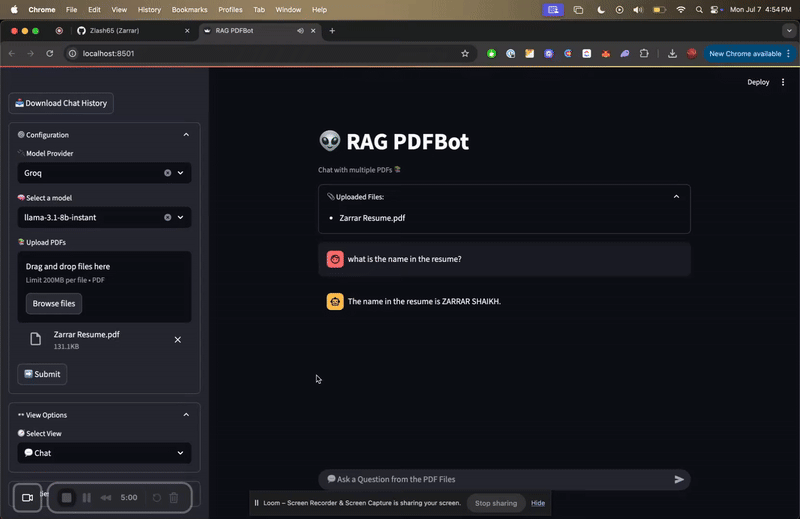 Chrome File Edit View History Bookmarks Profiles Tab Window Help Mon Jul 7 4:54 PM
Zlash65 (Zarrar) RAG PDFBot
localhost:8501 New Chrome available
Deploy
Download Chat History
Configuration
Model Provider
Groq
Select a model
llama-3.1-8b-instant
Upload PDFs
Drag and drop files here
Limit 200MB per file • PDF
Browse files
Zarrar Resume.pdf
131.1KB
Submit
View Options
Select View
Chat
5:00
RAG PDFBot
Chat with multiple PDFs
Uploaded Files:
• Zarrar Resume.pdf
what is the name in the resume?
The name in the resume is ZARRAR SHAIKH.
Ask a Question from the PDF Files
Loom – Screen Recorder & Screen Capture is sharing your screen. Stop sharing Hide